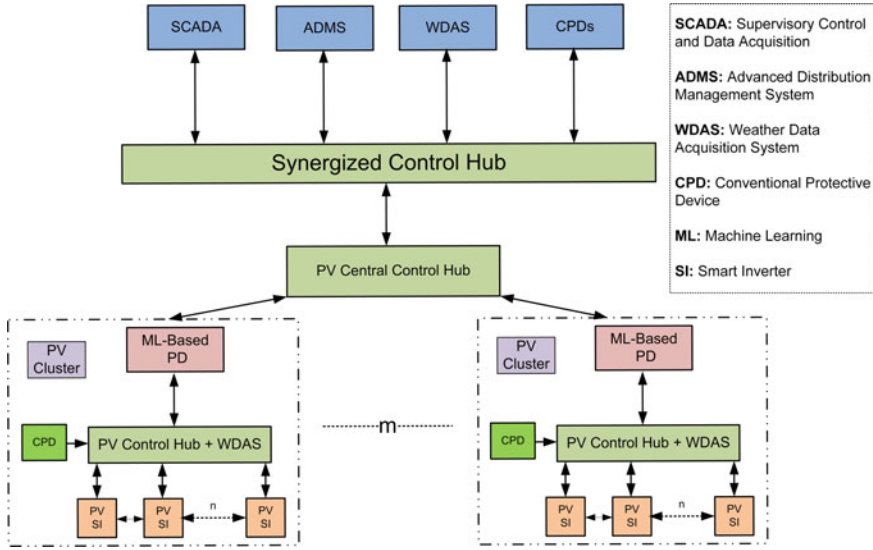 SCADA
ADMS
WDAS
CPDs
Synergized Control Hub
PV Central Control Hub
SCADA: Supervisory Control
and Data Acquisition
ADMS: Advanced Distribution
Management System
WDAS: Weather Data
Acquisition System
CPD: Conventional Protective
Device
ML: Machine Learning
SI: Smart Inverter
PV
Cluster
ML-Based
PD
CPD
PV Control Hub + WDAS
PV
SI
PV
SI
n
PV
SI
m
PV
Cluster
ML-Based
PD
CPD
PV Control Hub + WDAS
PV
SI
PV
SI
n
PV
SI